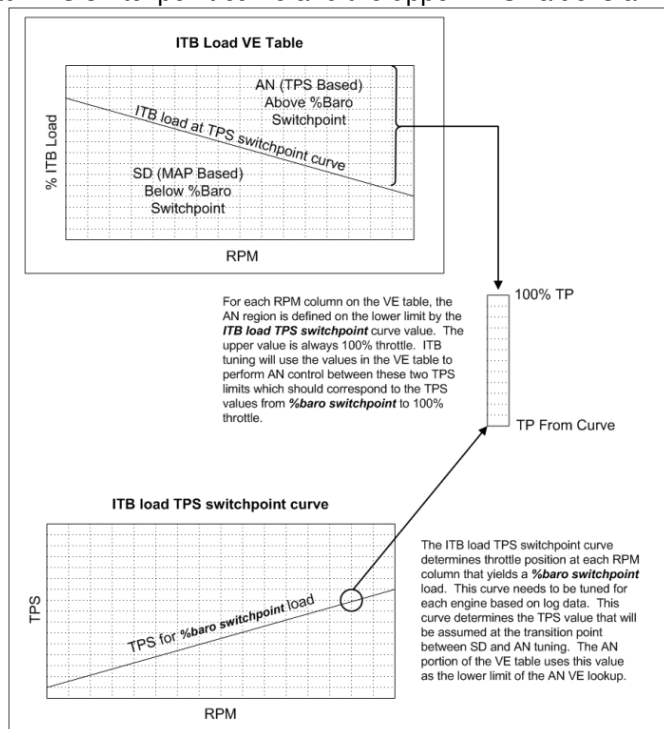 ITB Load VE Table
% ITB Load
AN (TPS Based)
Above %Baro
Switchpoint
ITB load at TPS switchpoint curve
SD (MAP Based)
Below %Baro
Switchpoint
RPM
100% TP
For each RPM column on the VE table, the
AN region is defined on the lower limit by the
ITB load TPS switchpoint curve value. The
upper value is always 100% throttle. ITB
tuning will use the values in the VE table to
perform AN control between these two TPS
limits which should correspond to the TPS
values from %baro switchpoint to 100%
throttle.
TP From Curve
ITB load TPS switchpoint curve
TPS
TPS for %baro switchpoint load
RPM
The ITB load TPS switchpoint curve
determines throttle position at each RPM
column that yields a %baro switchpoint
load. This curve needs to be tuned for
each engine based on log data. This
curve determines the TPS value that will
be assumed at the transition point
between SD and AN tuning. The AN
portion of the VE table uses this value
as the lower limit of the AN VE lookup.